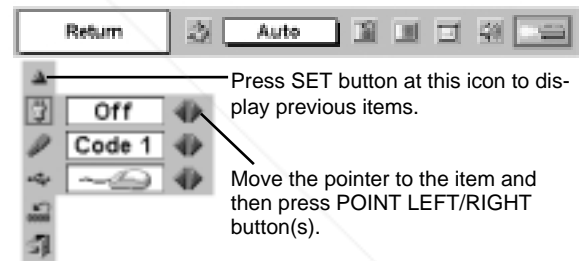 Return
Auto
Press SET button at this icon to dis-
play previous items.
Off
Code 1
Move the pointer to the item and
then press POINT LEFT/RIGHT
button(s).